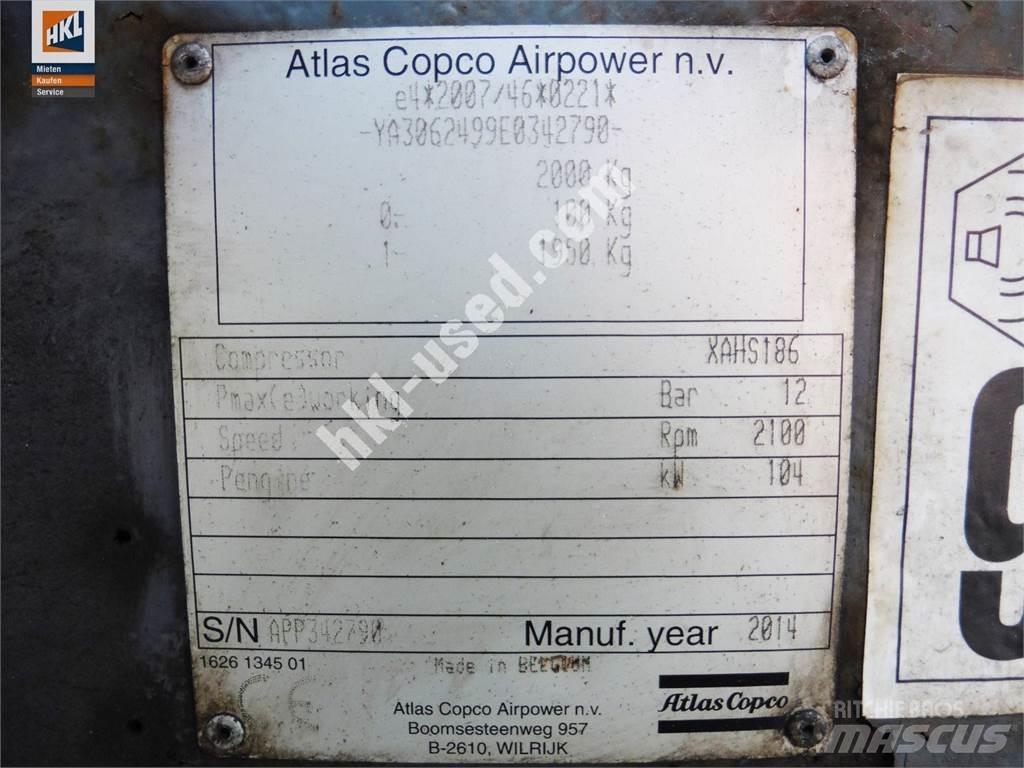 HKL
Mieten
Kaufen
Service
Atlas Copco Airpower n.v.
e4*2007/46*0221*
-YA3062499E0342790-
2000 Kg
0- 100 Kg
1- 1950 Kg
Compressor XAHS186
Pmax(e)working Bar 12
Speed Rpm 2100
Pengine kW 104
S/N APP342790 Manuf. year 2014
1626 1345 01
Made in BELGIUM
CE
Atlas Copco
Atlas Copco Airpower n.v.
Boomsesteenweg 957
B-2610, WILRIJK
9
hkl-used.com
RITCHIE BROS.
MASCUS